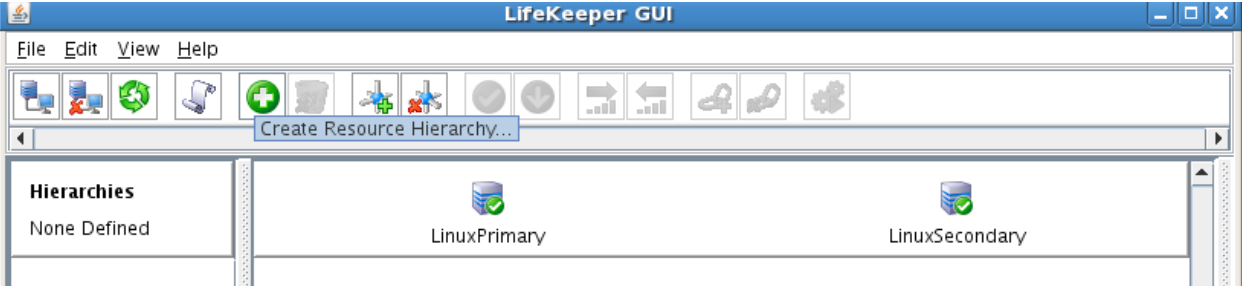 LifeKeeper GUI
File Edit View Help
Create Resource Hierarchy...
Hierarchies
None Defined
LinuxPrimary
LinuxSecondary